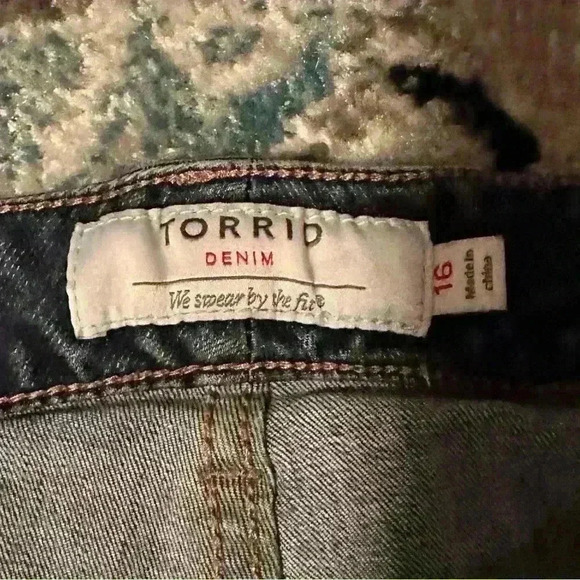 TORRID
DENIM
We swear by the fit®
16
Made in
china